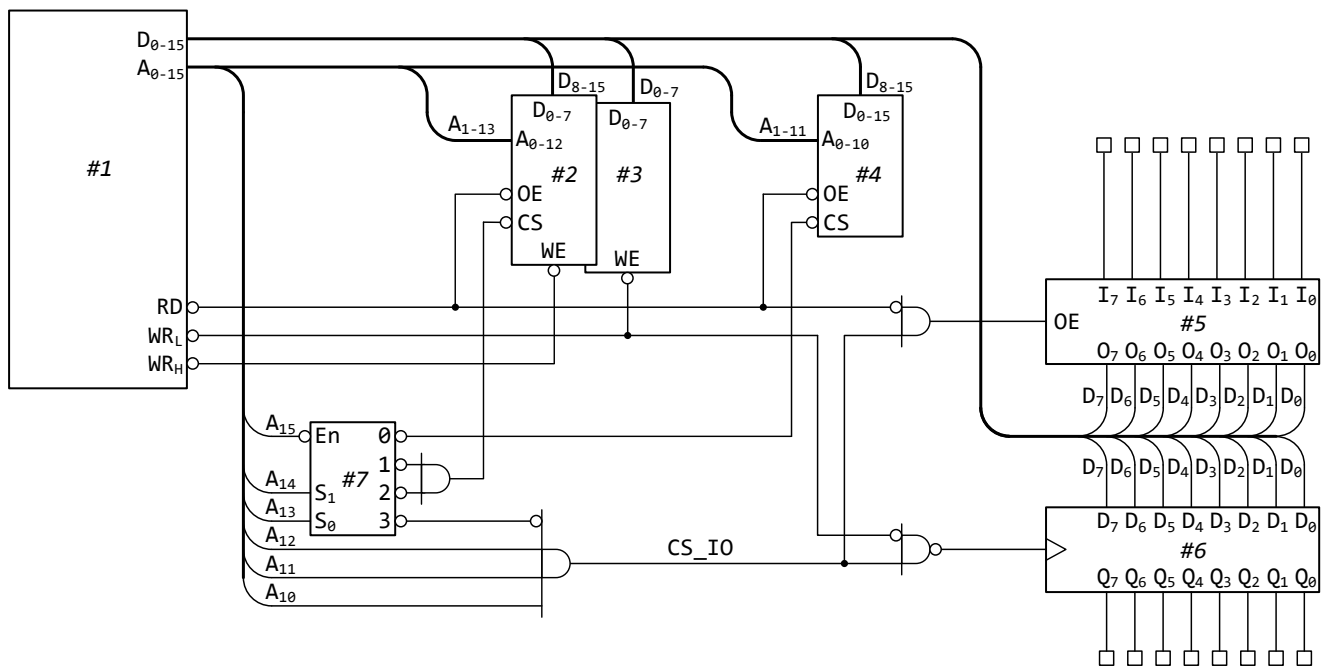 #1
D₀₋₁₅
A₀₋₁₅
RD
WR_L
WR_H
A₁₋₁₃
D₈₋₁₅
D₀₋₇
A₀₋₁₂
#2
OE
CS
WE
D₀₋₇
D₀₋₇
#3
WE
A₁₋₁₁
D₈₋₁₅
D₀₋₁₅
A₀₋₁₀
#4
OE
CS
I₇ I₆ I₅ I₄ I₃ I₂ I₁ I₀
OE #5
O₇ O₆ O₅ O₄ O₃ O₂ O₁ O₀
D₇ D₆ D₅ D₄ D₃ D₂ D₁ D₀
D₇ D₆ D₅ D₄ D₃ D₂ D₁ D₀
D₇ D₆ D₅ D₄ D₃ D₂ D₁ D₀
#6
Q₇ Q₆ Q₅ Q₄ Q₃ Q₂ Q₁ Q₀
A₁₅
A₁₄
A₁₃
A₁₂
A₁₁
A₁₀
En 0
1
#7
S₁ 2
S₀ 3
CS_IO